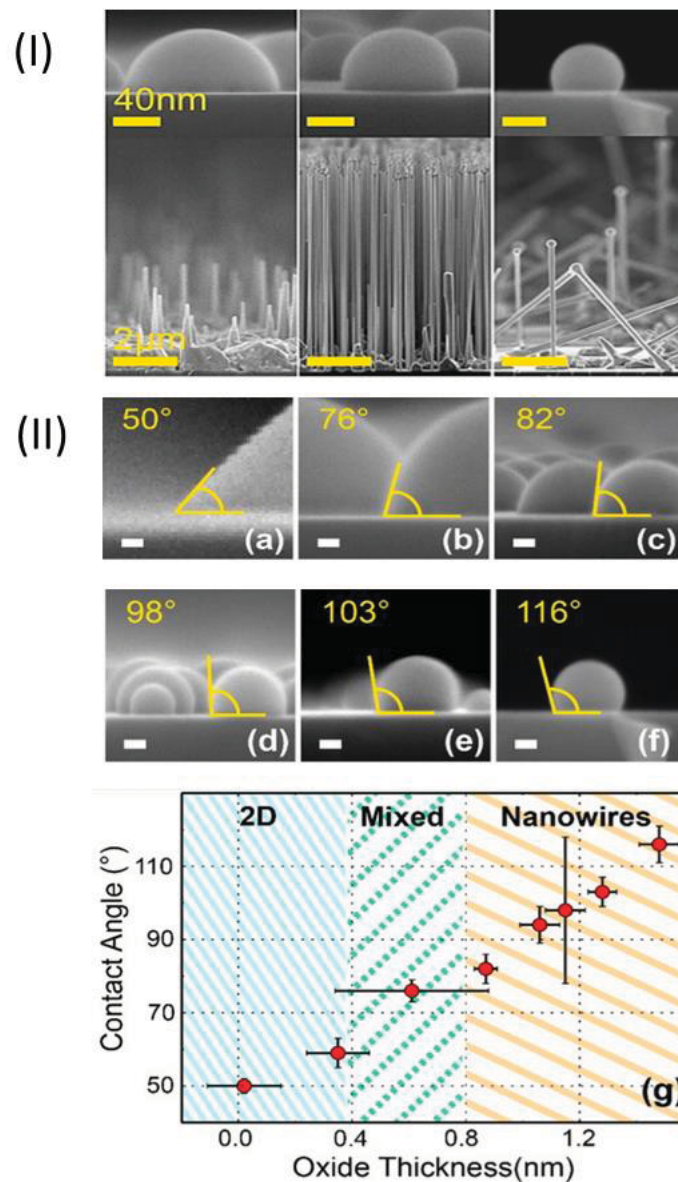 (I)
40nm
2μm
(II)
50° 76° 82°
(a) (b) (c)
98° 103° 116°
(d) (e) (f)
2D Mixed Nanowires
110
90
70
50
Contact Angle (°)
(g)
0.0 0.4 0.8 1.2
Oxide Thickness(nm)